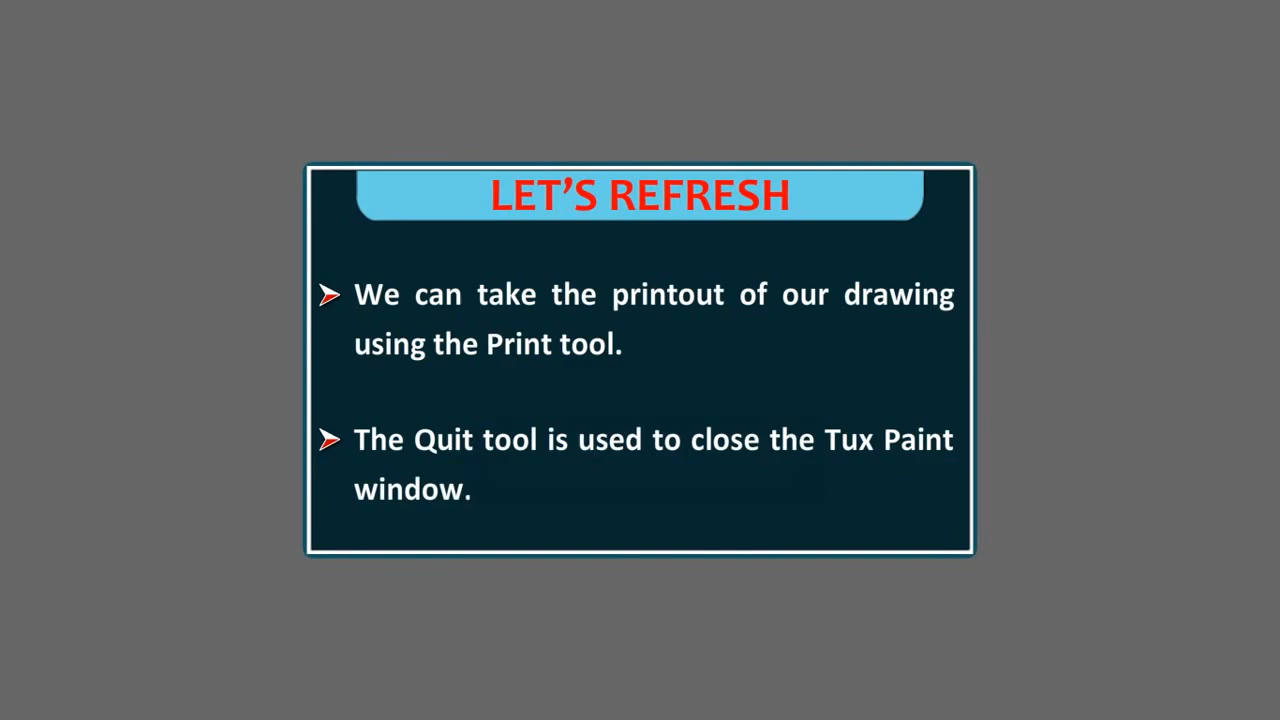 LET’S REFRESH
We can take the printout of our drawing
using the Print tool.
The Quit tool is used to close the Tux Paint
window.